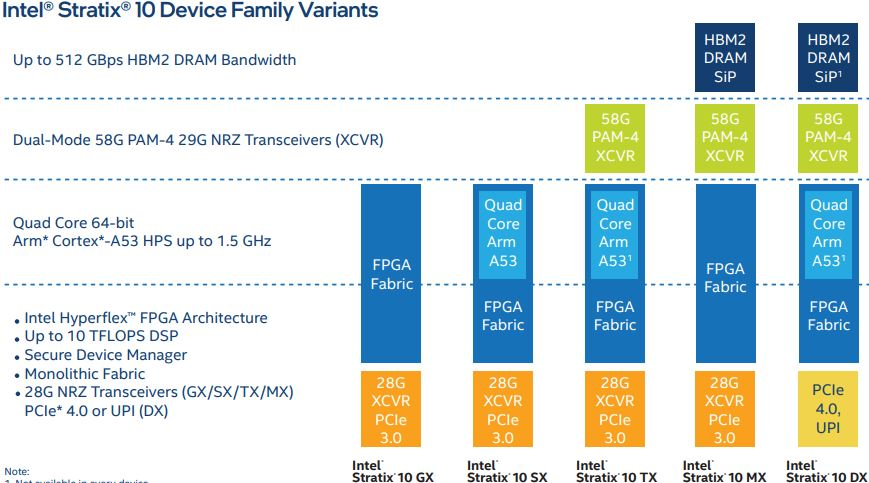 Intel® Stratix® 10 Device Family Variants
Up to 512 GBps HBM2 DRAM Bandwidth
HBM2
DRAM
SiP
HBM2
DRAM
SiP¹
Dual-Mode 58G PAM-4 29G NRZ Transceivers (XCVR)
58G
PAM-4
XCVR
58G
PAM-4
XCVR
58G
PAM-4
XCVR
Quad Core 64-bit
Arm* Cortex*-A53 HPS up to 1.5 GHz
FPGA
Fabric
Quad
Core
Arm
A53
Quad
Core
Arm
A53¹
FPGA
Fabric
Quad
Core
Arm
A53¹
FPGA
Fabric
FPGA
Fabric
FPGA
Fabric
• Intel Hyperflex™ FPGA Architecture
• Up to 10 TFLOPS DSP
• Secure Device Manager
• Monolithic Fabric
• 28G NRZ Transceivers (GX/SX/TX/MX)
PCIe* 4.0 or UPI (DX)
28G
XCVR
PCIe
3.0
28G
XCVR
PCIe
3.0
28G
XCVR
PCIe
3.0
28G
XCVR
PCIe
3.0
PCIe
4.0,
UPI
Intel®
Stratix® 10 GX
Intel®
Stratix® 10 SX
Intel®
Stratix® 10 TX
Intel®
Stratix® 10 MX
Intel®
Stratix® 10 DX
Note:
1. Not available in every device